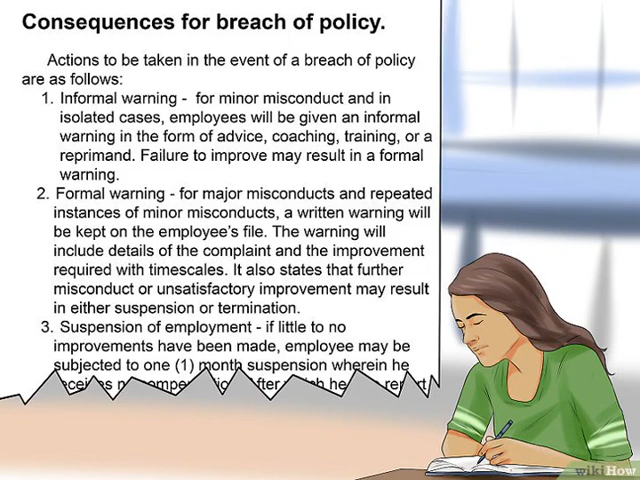 Consequences for breach of policy.
Actions to be taken in the event of a breach of policy
are as follows:
1. Informal warning - for minor misconduct and in
isolated cases, employees will be given an informal
warning in the form of advice, coaching, training, or a
reprimand. Failure to improve may result in a formal
warning.
2. Formal warning - for major misconducts and repeated
instances of minor misconducts, a written warning will
be kept on the employee's file. The warning will
include details of the complaint and the improvement
required with timescales. It also states that further
misconduct or unsatisfactory improvement may result
in either suspension or termination.
3. Suspension of employment - if little to no
improvements have been made, employee may be
subjected to one (1) month suspension wherein he
wikiHow